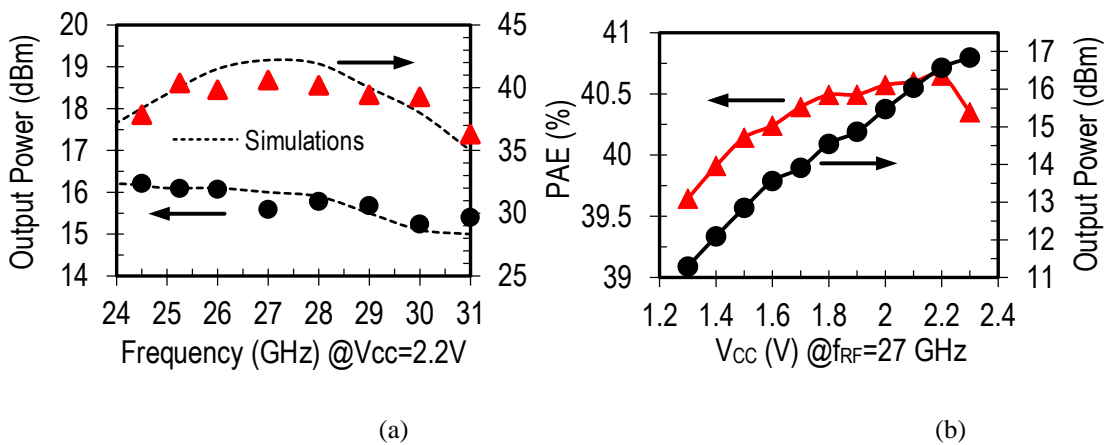 Output Power (dBm)
20
19
18
17
16
15
14
45
40
35
30
25
PAE (%)
Simulations
24 25 26 27 28 29 30 31
Frequency (GHz) @Vcc=2.2V
(a)
41
40.5
40
39.5
39
17
16
15
14
13
12
11
Output Power (dBm)
1.2 1.4 1.6 1.8 2 2.2 2.4
VCC (V) @fRF=27 GHz
(b)